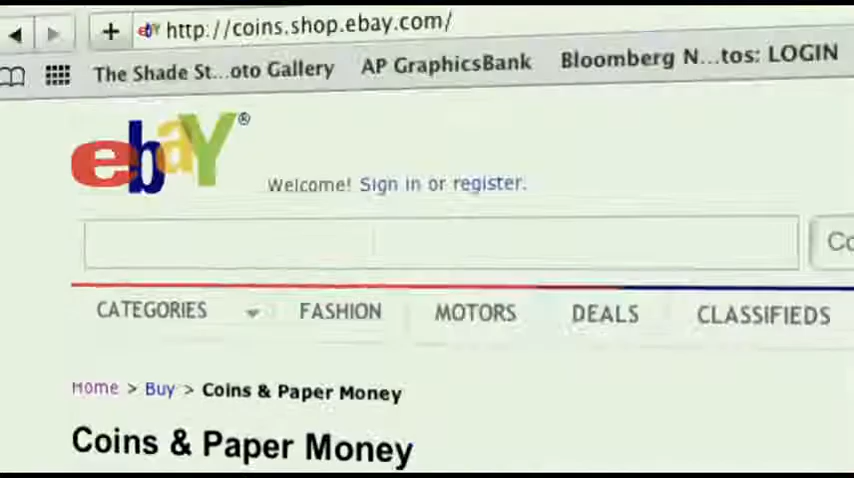 + ebY http://coins.shop.ebay.com/
The Shade St...oto Gallery AP GraphicsBank Bloomberg N...tos: LOGIN
ebaY®
Welcome! Sign in or register.
CATEGORIES FASHION MOTORS DEALS CLASSIFIEDS
Home > Buy > Coins & Paper Money
Coins & Paper Money